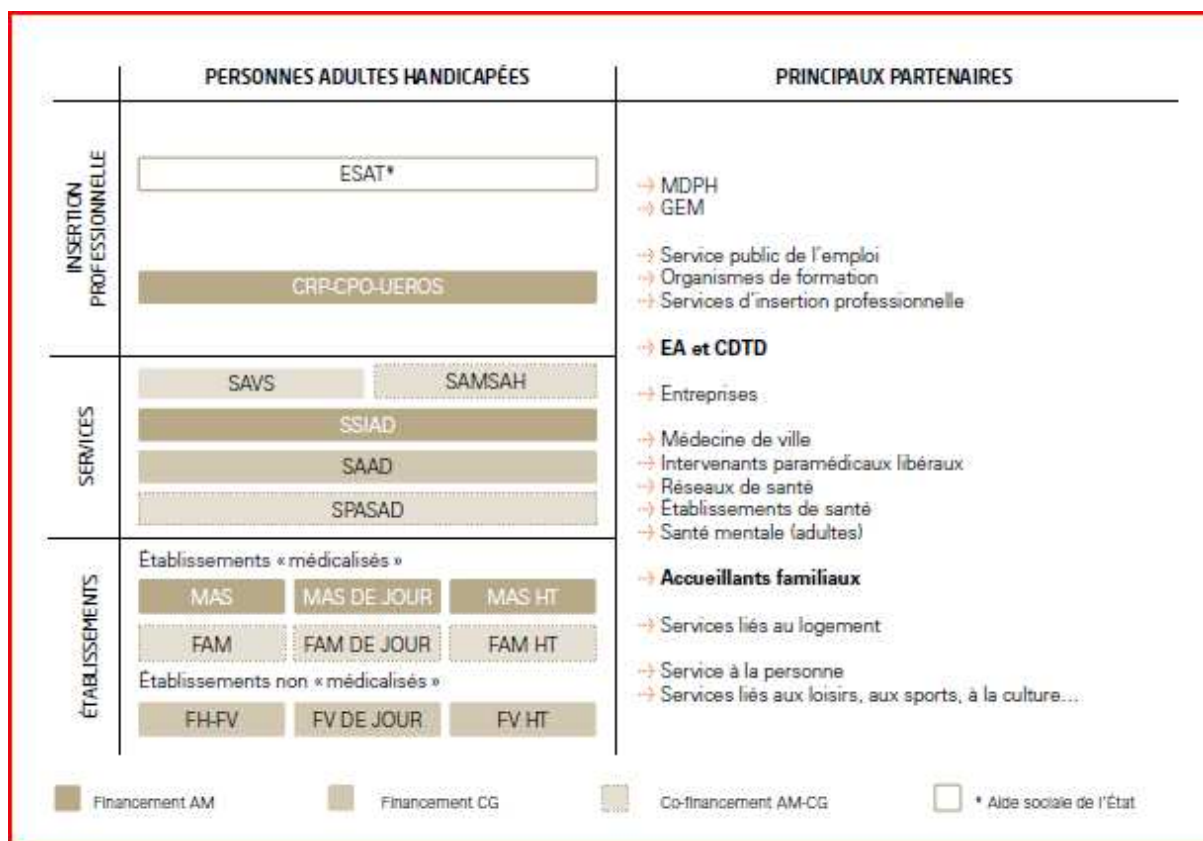 PERSONNES ADULTES HANDICAPÉES
PRINCIPAUX PARTENAIRES
INSERTION
PROFESSIONNELLE
ESAT*
CRP-CPO-UEROS
SERVICES
SAVS
SAMSAH
SSIAD
SAAD
SPASAD
ÉTABLISSEMENTS
Établissements « médicalisés »
MAS
MAS DE JOUR
MAS HT
FAM
FAM DE JOUR
FAM HT
Établissements non « médicalisés »
FH-FV
FV DE JOUR
FV HT
MDPH
GEM
Service public de l'emploi
Organismes de formation
Services d'insertion professionnelle
EA et CDTD
Entreprises
Médecine de ville
Intervenants paramédicaux libéraux
Réseaux de santé
Établissements de santé
Santé mentale (adultes)
Accueillants familiaux
Services liés au logement
Service à la personne
Services liés aux loisirs, aux sports, à la culture...
Financement AM
Financement CG
Co-financement AM-CG
* Aide sociale de l'État